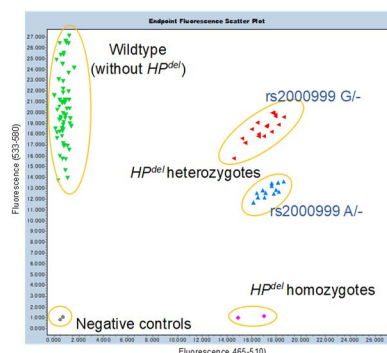 Endpoint Fluorescence Scatter Plot
Fluorescence (533-580)
27.000
26.000
25.000
24.000
23.000
22.000
21.000
20.000
19.000
18.000
17.000
16.000
15.000
14.000
13.000
12.000
11.000
10.000
9.000
8.000
7.000
6.000
5.000
4.000
3.000
2.000
1.000
0.000
Wildtype
(without HPdel)
rs2000999 G/-
HPdel heterozygotes
rs2000999 A/-
HPdel homozygotes
Negative controls
0.000 2.000 4.000 6.000 8.000 10.000 12.000 14.000 16.000 18.000 20.000 22.000 24.000 26.000
Fluorescence 465-510)